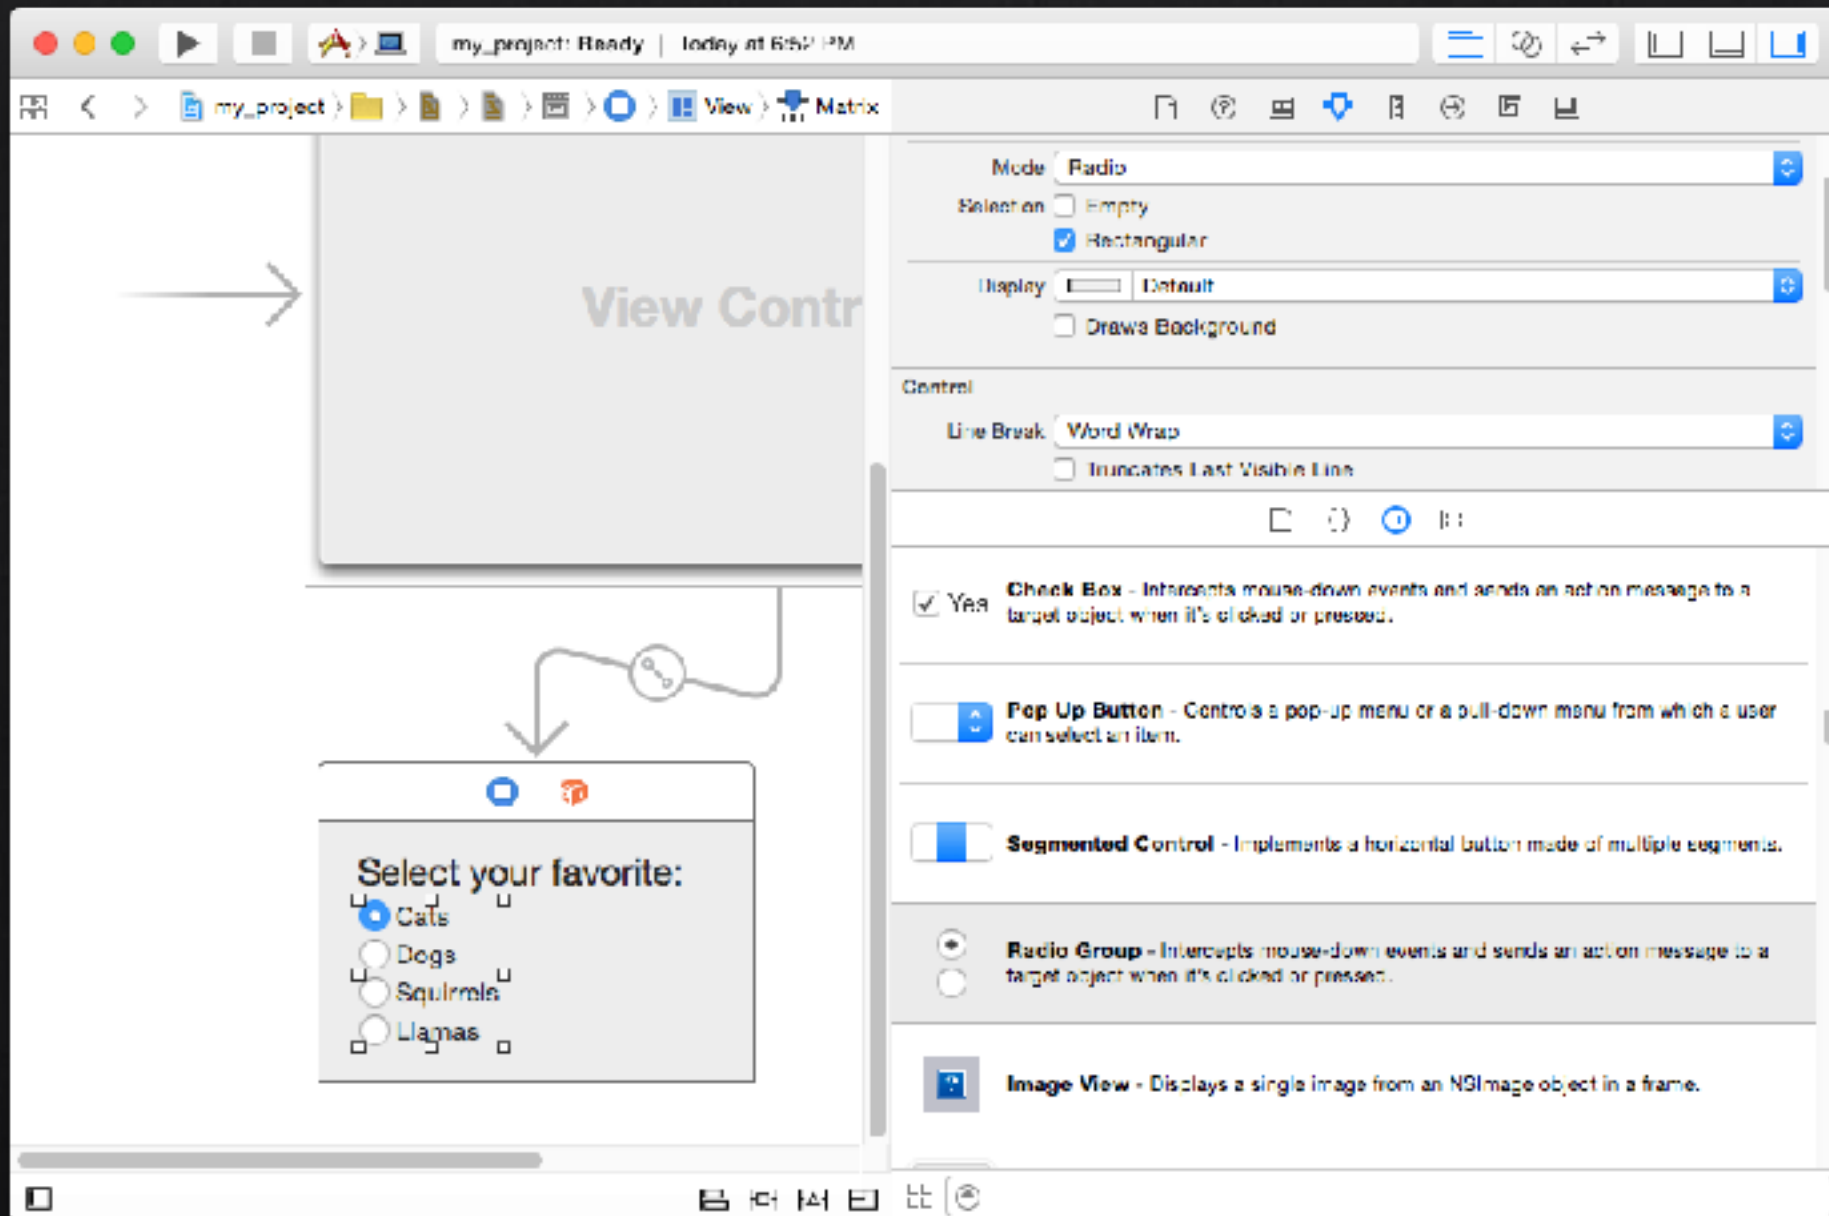 my_project: Ready | Today at 6:52 PM
my_project View Matrix
View Contr
Select your favorite:
Cats
Dogs
Squirrels
Llamas
Mode Radio
Selection Empty
Rectangular
Display Default
Draws Background
Control
Line Break Word Wrap
Truncates Last Visible Line
Yes
Check Box - Intercepts mouse-down events and sends an action message to a
target object when it's clicked or pressed.
Pop Up Button - Controls a pop-up menu or a pull-down menu from which a user
can select an item.
Segmented Control - Implements a horizontal button made of multiple segments.
Radio Group - Intercepts mouse-down events and sends an action message to a
target object when it's clicked or pressed.
Image View - Displays a single image from an NSImage object in a frame.